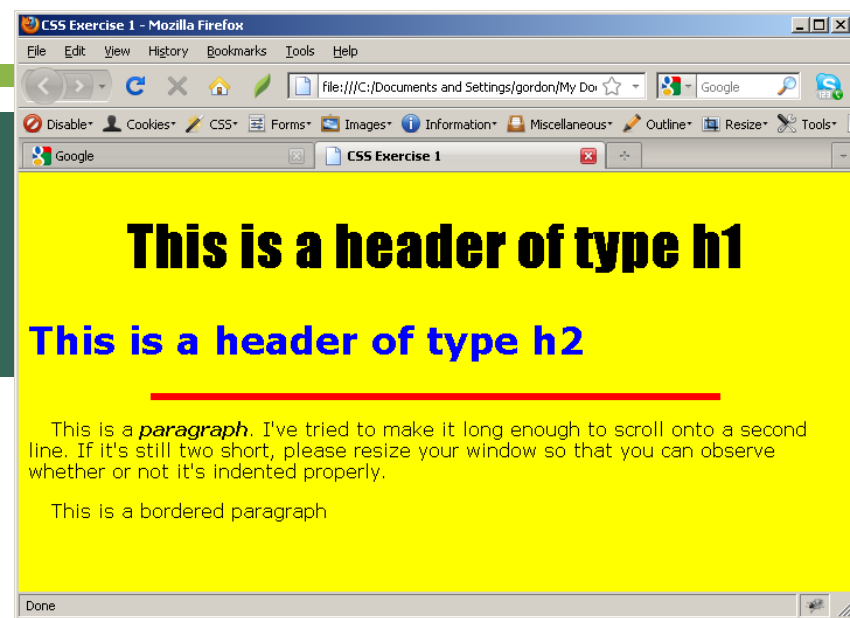 CSS Exercise 1 - Mozilla Firefox
File Edit View History Bookmarks Tools Help
file:///C:/Documents and Settings/gordon/My Do Google
Disable Cookies CSS Forms Images Information Miscellaneous Outline Resize Tools
Google CSS Exercise 1
This is a header of type h1
This is a header of type h2
This is a paragraph. I've tried to make it long enough to scroll onto a second
line. If it's still two short, please resize your window so that you can observe
whether or not it's indented properly.
This is a bordered paragraph
Done